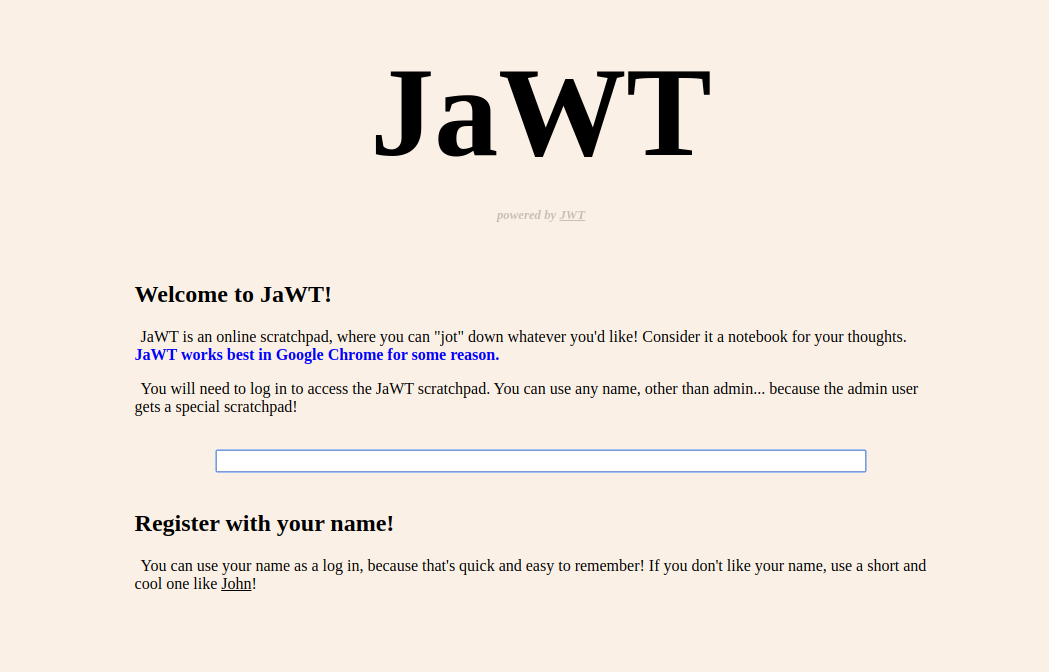 JaWT
powered by JWT
Welcome to JaWT!
JaWT is an online scratchpad, where you can "jot" down whatever you'd like! Consider it a notebook for your thoughts.
JaWT works best in Google Chrome for some reason.
You will need to log in to access the JaWT scratchpad. You can use any name, other than admin... because the admin user
gets a special scratchpad!
Register with your name!
You can use your name as a log in, because that's quick and easy to remember! If you don't like your name, use a short and
cool one like John!